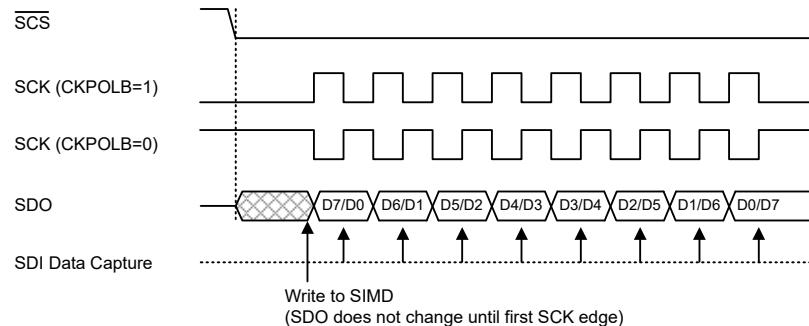 SCS
SCK (CKPOLB=1)
SCK (CKPOLB=0)
SDO
D7/D0 D6/D1 D5/D2 D4/D3 D3/D4 D2/D5 D1/D6 D0/D7
SDI Data Capture
Write to SIMD
(SDO does not change until first SCK edge)